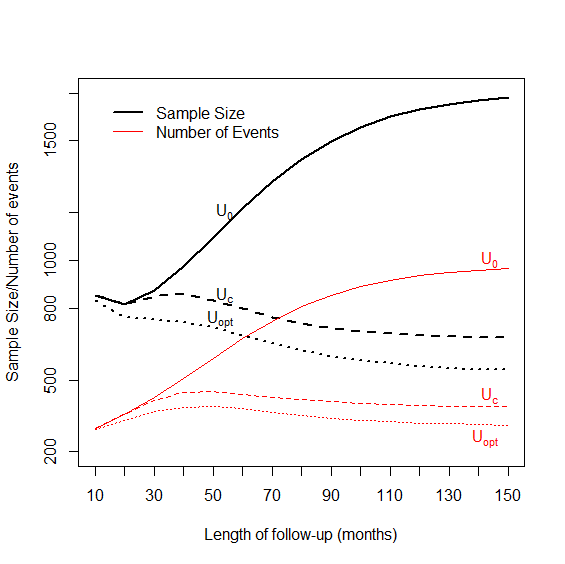 Sample Size
Number of Events
U0
U0
Uc
Uopt
Uc
Uopt
Sample Size/Number of events
200 500 800 1000 1500
10 30 50 70 90 110 130 150
Length of follow-up (months)